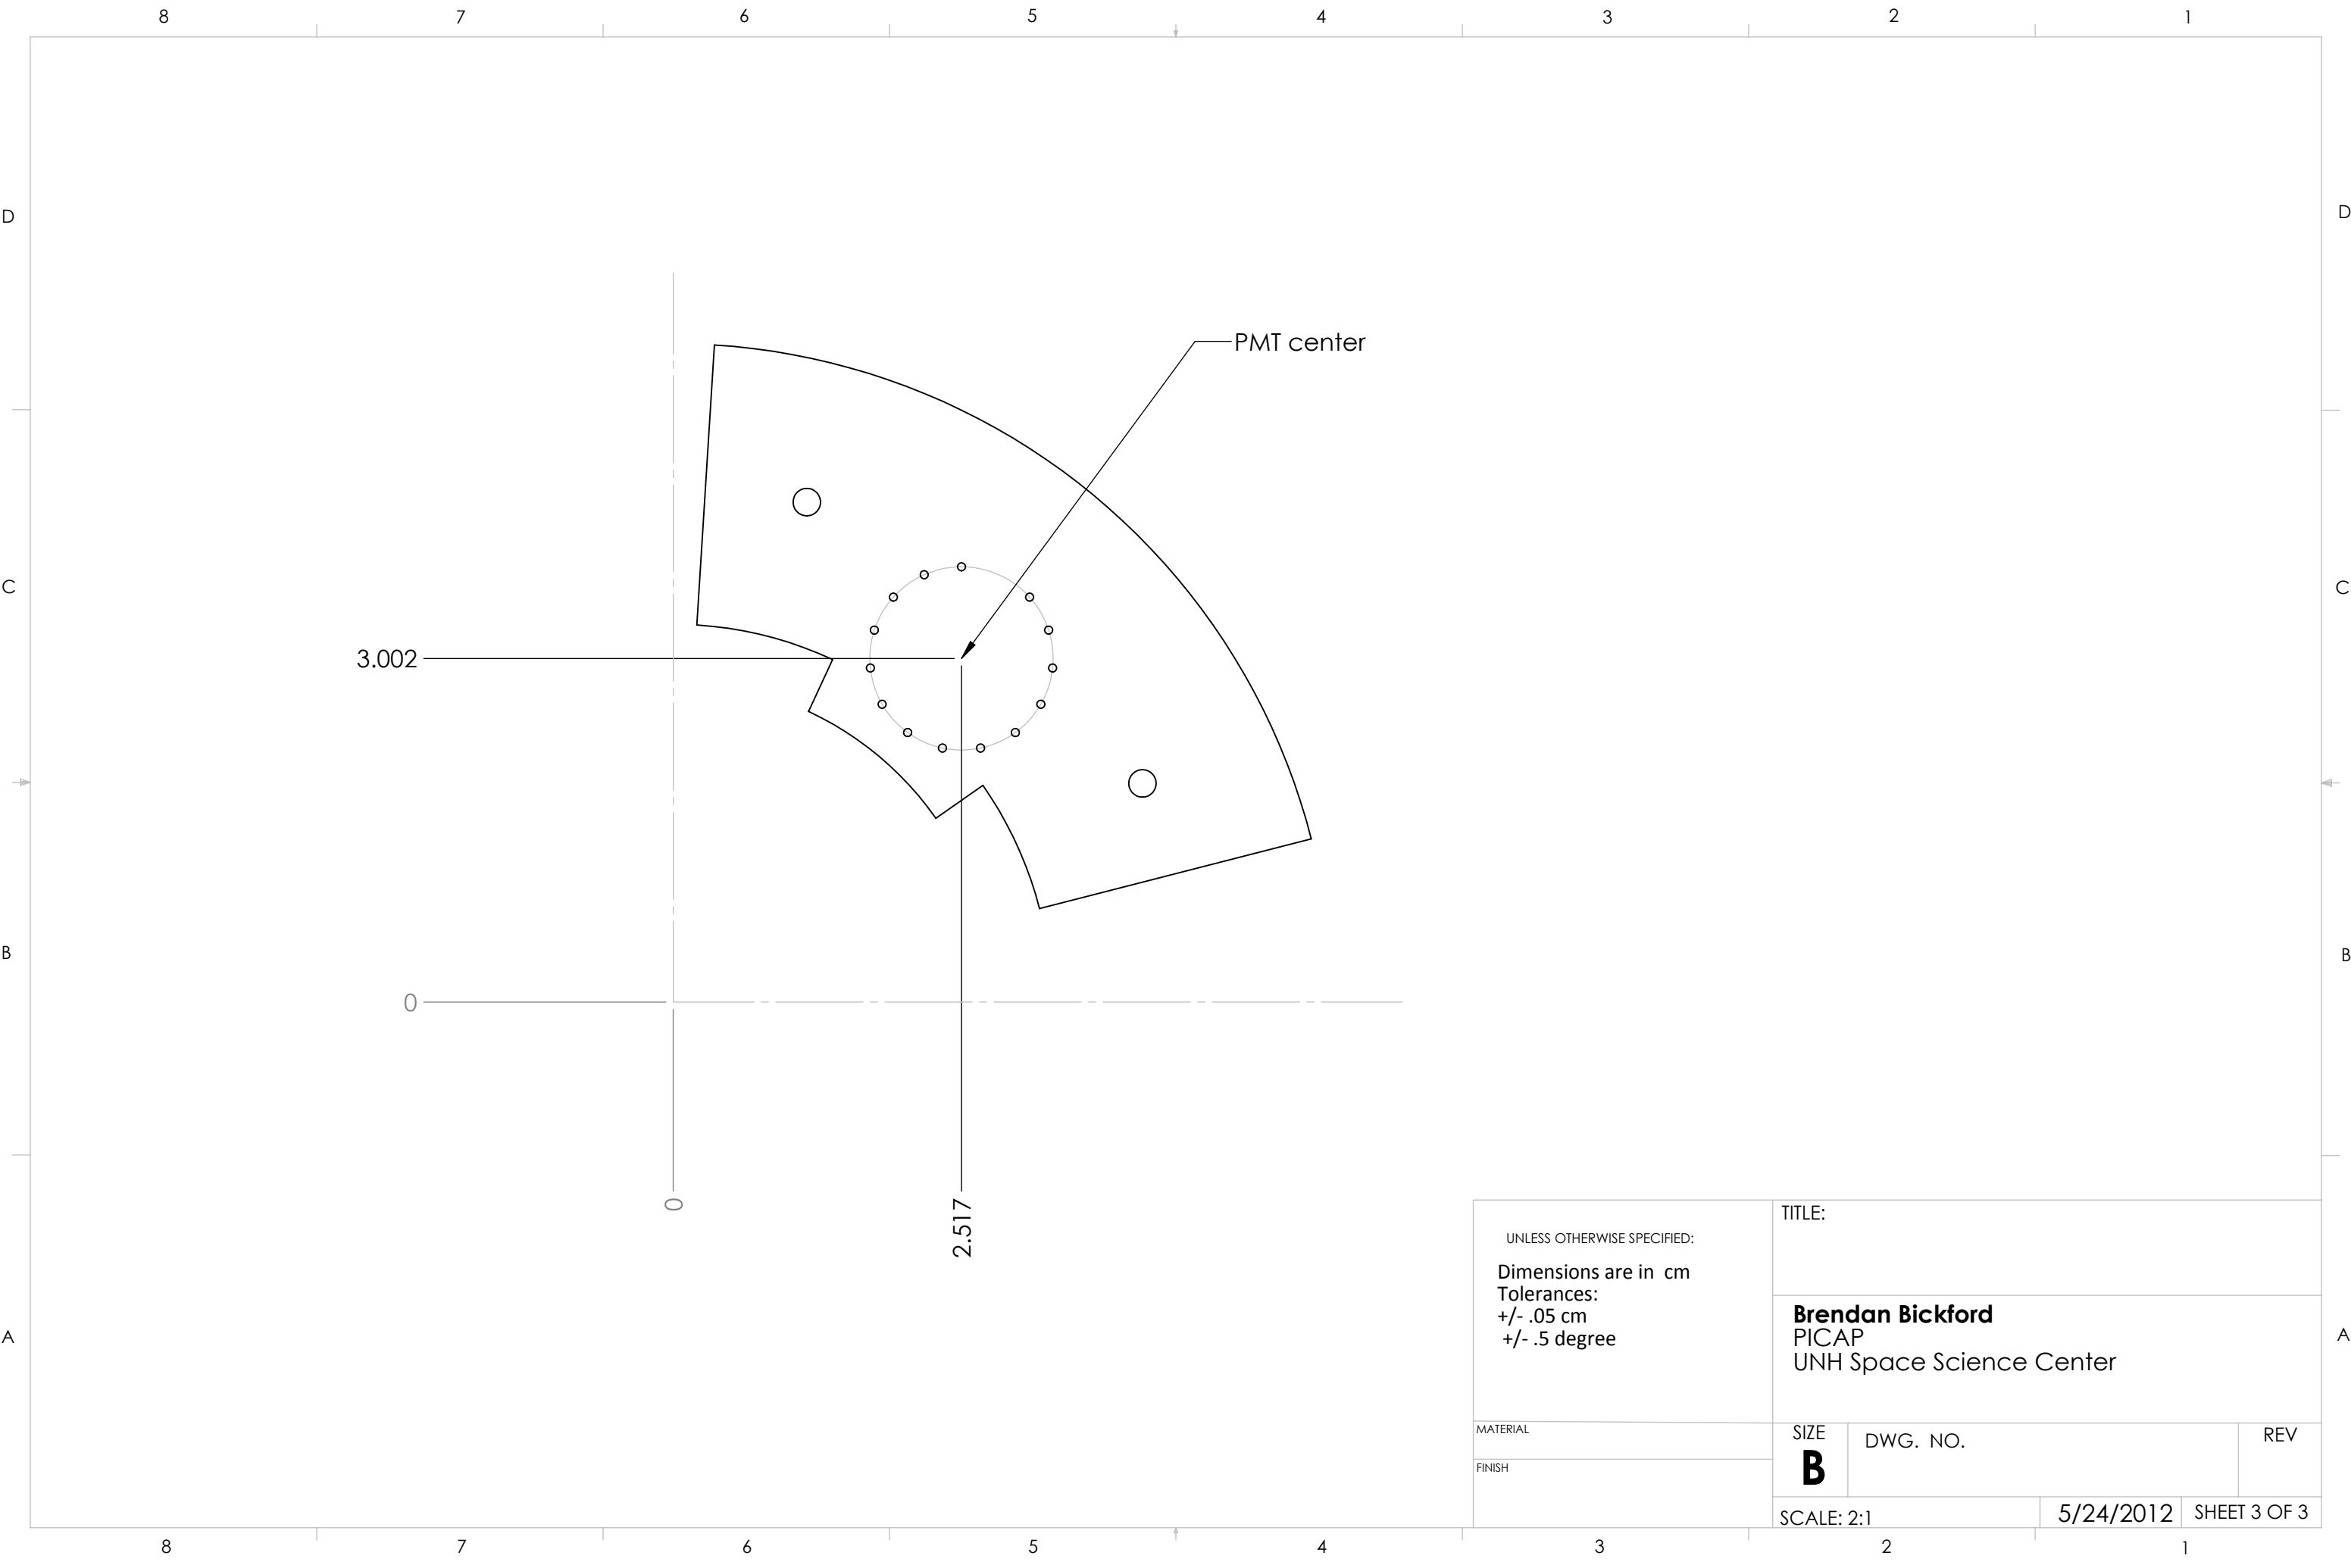 8 7 6 5 4 3 2 1
D D
PMT center
C C
3.002
B B
0
0
2.517
TITLE:
UNLESS OTHERWISE SPECIFIED:
Dimensions are in cm
Tolerances:
+/- .05 cm
+/- .5 degree
Brendan Bickford
PICAP
UNH Space Science Center
A A
MATERIAL
FINISH
SIZE
B
DWG. NO.
REV
SCALE: 2:1
5/24/2012
SHEET 3 OF 3
8 7 6 5 4 3 2 1